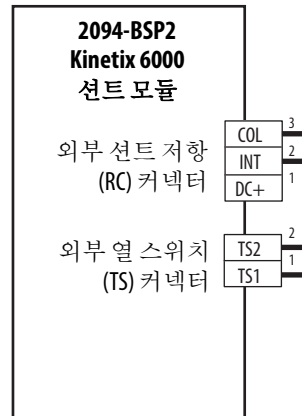 2094-BSP2
Kinetix 6000
션트 모듈
외부 션트 저항
(RC) 커넥터
COL 3
INT 2
DC+ 1
외부 열 스위치
(TS) 커넥터
TS2 2
TS1 1